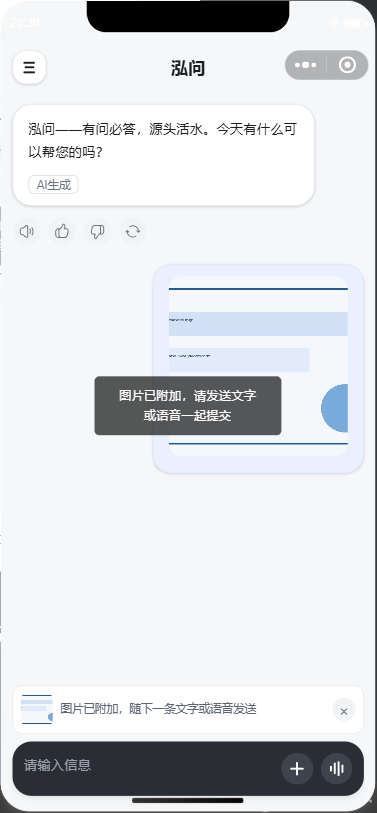 泓问
泓问——有问必答，源头活水。今天有什么可
以帮您的吗？
AI生成
图片已附加，请发送文字
或语音一起提交
图片已附加，随下一条文字或语音发送
请输入信息